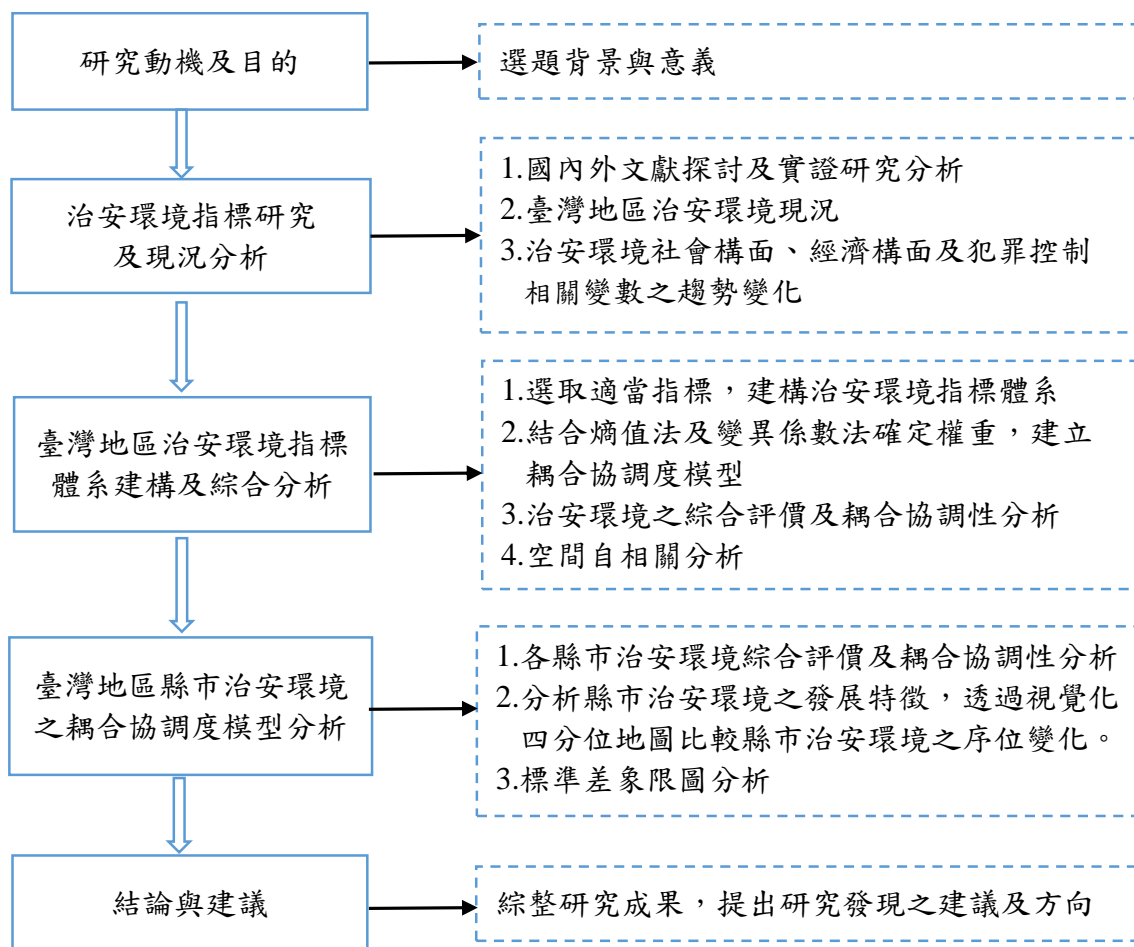 研究動機及目的
選題背景與意義
治安環境指標研究
及現況分析
1.國內外文獻探討及實證研究分析
2.臺灣地區治安環境現況
3.治安環境社會構面、經濟構面及犯罪控制
相關變數之趨勢變化
臺灣地區治安環境指標
體系建構及綜合分析
1.選取適當指標，建構治安環境指標體系
2.結合熵值法及變異係數法確定權重，建立
耦合協調度模型
3.治安環境之綜合評價及耦合協調性分析
4.空間自相關分析
臺灣地區縣市治安環境
之耦合協調度模型分析
1.各縣市治安環境綜合評價及耦合協調性分析
2.分析縣市治安環境之發展特徵，透過視覺化
四分位地圖比較縣市治安環境之序位變化。
3.標準差象限圖分析
結論與建議
綜整研究成果，提出研究發現之建議及方向